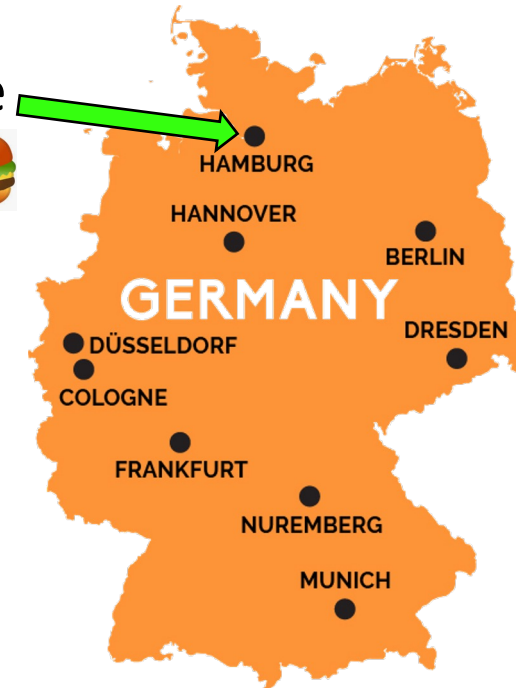 HAMBURG
HANNOVER
BERLIN
GERMANY
DRESDEN
DÜSSELDORF
COLOGNE
FRANKFURT
NUREMBERG
MUNICH